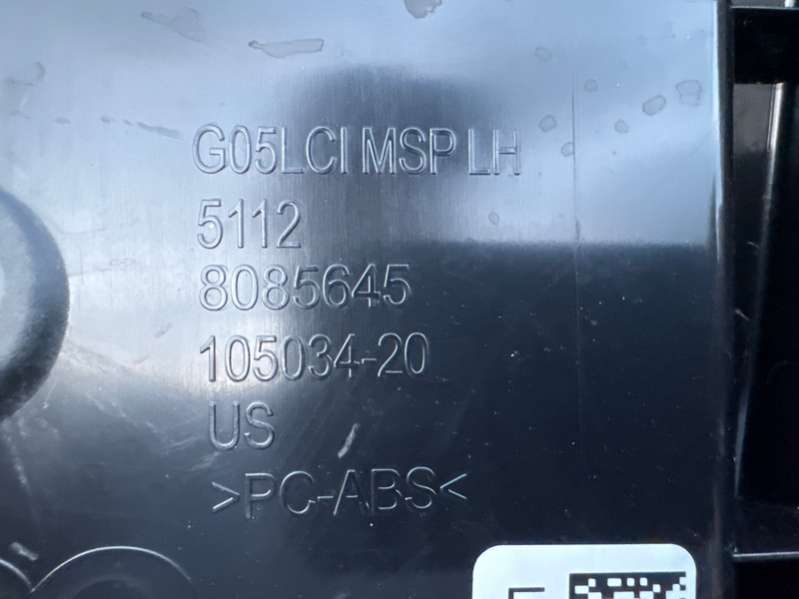 G05LCI MSP LH
5112
8085645
105034-20
US
>PC-ABS<